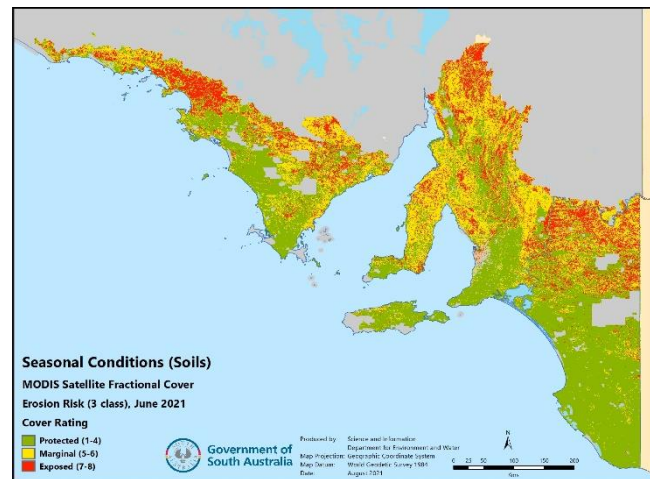 Seasonal Conditions (Soils)
MODIS Satellite Fractional Cover
Erosion Risk (3 class), June 2021
Cover Rating
Protected (1-4)
Marginal (5-6)
Exposed (7-8)
Government of
South Australia
Produced by: Science and Information
Department for Environment and Water
Map Projection: Geographic Coordinate System
Map Datum: World Geodetic Survey 1984
Date: August 2021
N
0 25 50 100 150 200